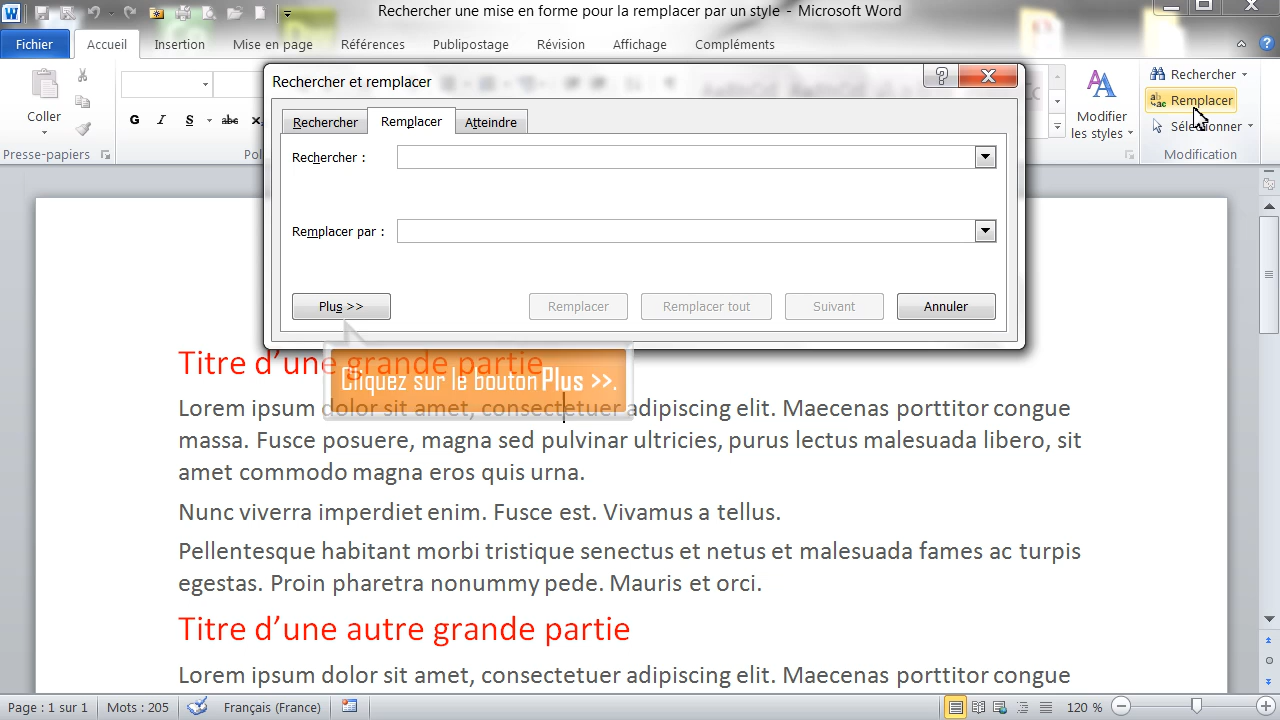 Rechercher une mise en forme pour la remplacer par un style - Microsoft Word
Fichier
Accueil
Insertion
Mise en page
Références
Publipostage
Révision
Affichage
Compléments
Coller
Presse-papiers
G
I
S
abc
Rechercher et remplacer
Rechercher
Remplacer
Atteindre
Rechercher :
Remplacer par :
Plus >>
Remplacer
Remplacer tout
Suivant
Annuler
Modifier
les styles
Rechercher
Remplacer
Sélectionner
Modification
Cliquez sur le bouton Plus >>.
Titre d’une grande partie
Lorem ipsum dolor sit amet, consectetuer adipiscing elit. Maecenas porttitor congue
massa. Fusce posuere, magna sed pulvinar ultricies, purus lectus malesuada libero, sit
amet commodo magna eros quis urna.
Nunc viverra imperdiet enim. Fusce est. Vivamus a tellus.
Pellentesque habitant morbi tristique senectus et netus et malesuada fames ac turpis
egestas. Proin pharetra nonummy pede. Mauris et orci.
Titre d’une autre grande partie
Lorem ipsum dolor sit amet, consectetuer adipiscing elit. Maecenas porttitor congue
Page : 1 sur 1
Mots : 205
Français (France)
120 %